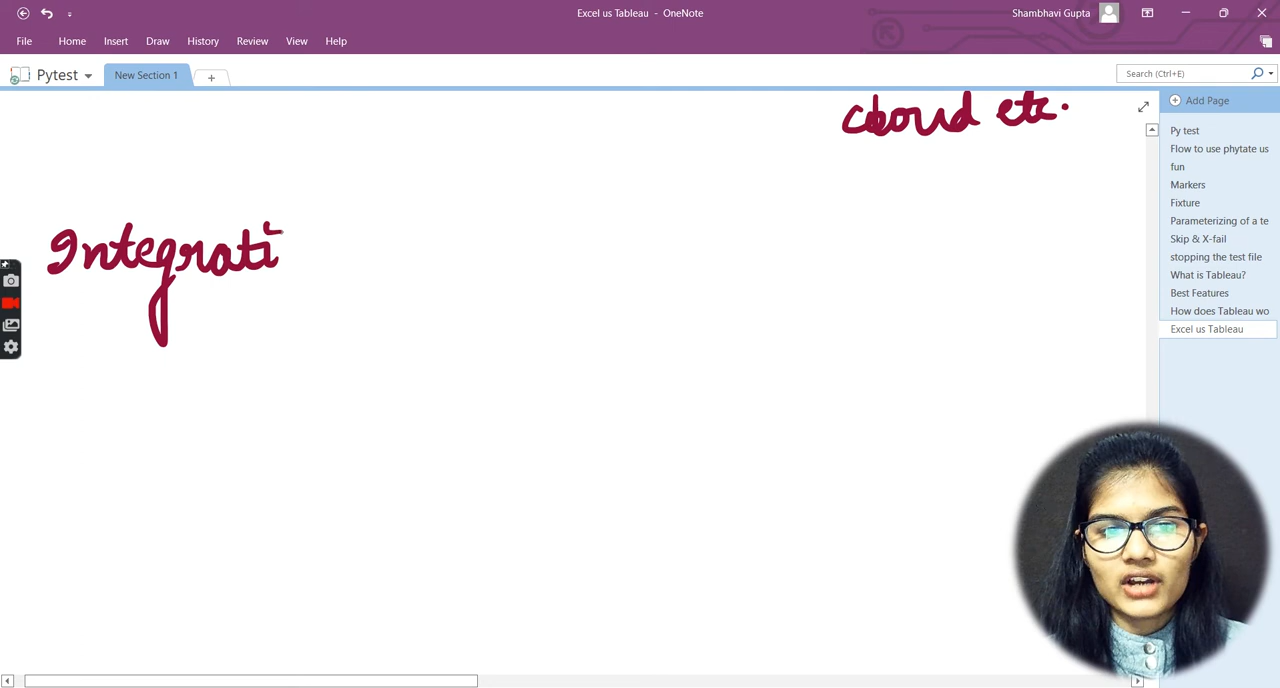 Excel us Tableau - OneNote
Shambhavi Gupta
File Home Insert Draw History Review View Help
Pytest
New Section 1
+
Search (Ctrl+E)
Add Page
cloud etc.
Py test
Flow to use phytate us
fun
Markers
Fixture
Parameterizing of a te
Skip & X-fail
stopping the test file
What is Tableau?
Best Features
How does Tableau wo
Excel us Tableau
Integrati